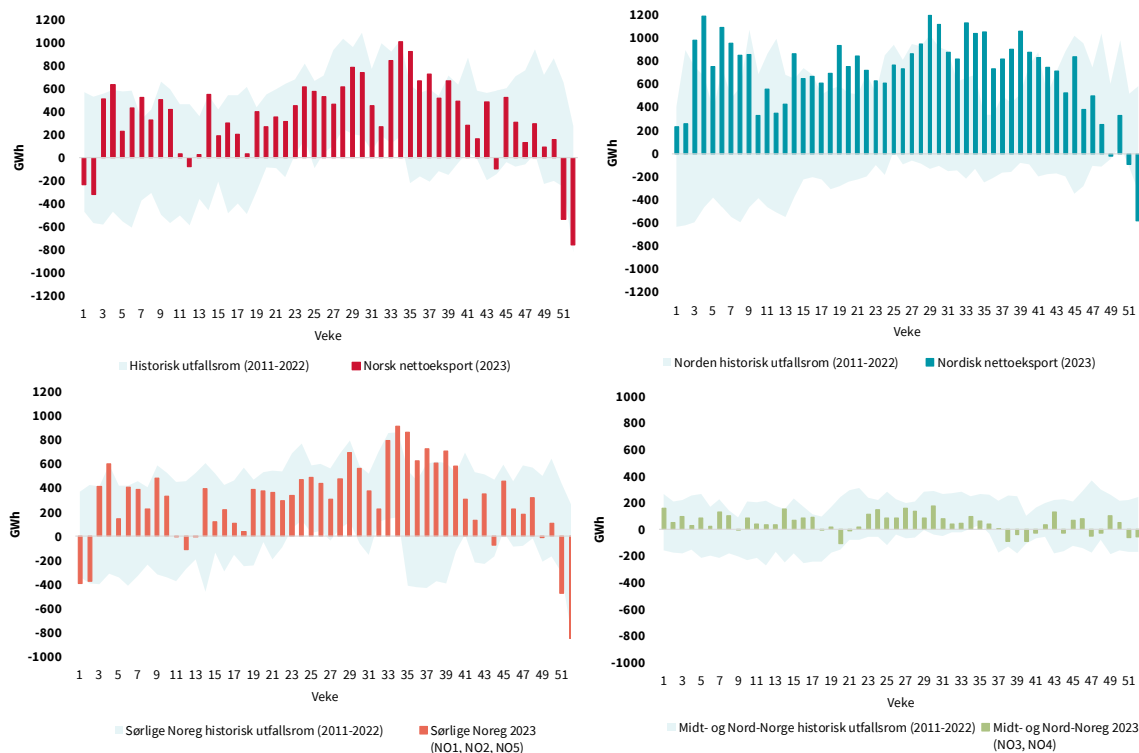 1200
1000
800
600
400
200
0
-200
-400
-600
-800
-1000
-1200
GWh
1 3 5 7 9 11 13 15 17 19 21 23 25 27 29 31 33 35 37 39 41 43 45 47 49 51
Veke
Historisk utfallsrom (2011-2022) Norsk nettoeksport (2023)
1200
1000
800
600
400
200
0
-200
-400
-600
-800
-1000
-1200
GWh
1 3 5 7 9 11 13 15 17 19 21 23 25 27 29 31 33 35 37 39 41 43 45 47 49 51
Veke
Norden historisk utfallsrom (2011-2022) Nordisk nettoeksport (2023)
1200
1000
800
600
400
200
0
-200
-400
-600
-800
-1000
GWh
1 3 5 7 9 11 13 15 17 19 21 23 25 27 29 31 33 35 37 39 41 43 45 47 49 51
Veke
Sørlige Noreg historisk utfallsrom (2011-2022) Sørlige Noreg 2023
(NO1, NO2, NO5)
1000
800
600
400
200
0
-200
-400
-600
-800
-1000
GWh
1 3 5 7 9 11 13 15 17 19 21 23 25 27 29 31 33 35 37 39 41 43 45 47 49 51
Veke
Midt- og Nord-Norge historisk utfallsrom (2011-2022) Midt- og Nord-Noreg 2023
(NO3, NO4)